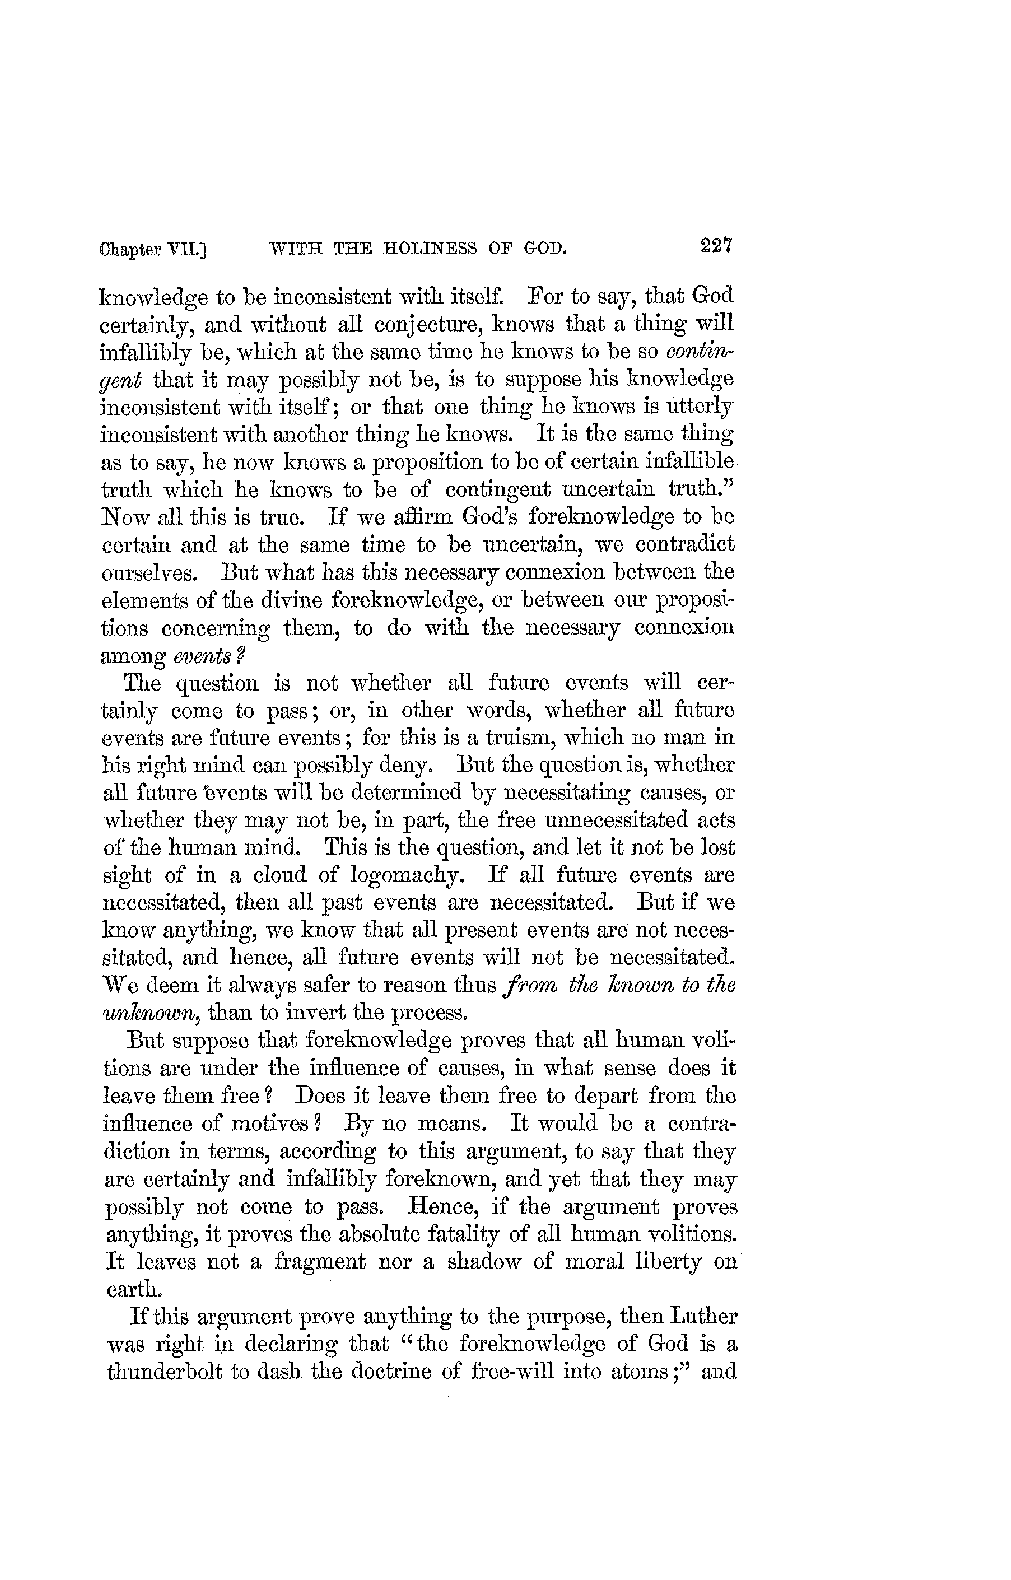 Chapter VII.] WITH THE HOLINESS OF GOD. 227
knowledge to be inconsistent with itself. For to say, that God
certainly, and without all conjecture, knows that a thing will
infallibly be, which at the same time he knows to be so contin-
gent that it may possibly not be, is to suppose his knowledge
inconsistent with itself; or that one thing he knows is utterly
inconsistent with another thing he knows. It is the same thing
as to say, he now knows a proposition to be of certain infallible
truth which he knows to be of contingent uncertain truth.”
Now all this is true. If we affirm God’s foreknowledge to be
certain and at the same time to be uncertain, we contradict
ourselves. But what has this necessary connexion between the
elements of the divine foreknowledge, or between our proposi-
tions concerning them, to do with the necessary connexion
among events?
The question is not whether all future events will cer-
tainly come to pass; or, in other words, whether all future
events are future events; for this is a truism, which no man in
his right mind can possibly deny. But the question is, whether
all future events will be determined by necessitating causes, or
whether they may not be, in part, the free unnecessitated acts
of the human mind. This is the question, and let it not be lost
sight of in a cloud of logomachy. If all future events are
necessitated, then all past events are necessitated. But if we
know anything, we know that all present events are not neces-
sitated, and hence, all future events will not be necessitated.
We deem it always safer to reason thus from the known to the
unknown, than to invert the process.
But suppose that foreknowledge proves that all human voli-
tions are under the influence of causes, in what sense does it
leave them free? Does it leave them free to depart from the
influence of motives? By no means. It would be a contra-
diction in terms, according to this argument, to say that they
are certainly and infallibly foreknown, and yet that they may
possibly not come to pass. Hence, if the argument proves
anything, it proves the absolute fatality of all human volitions.
It leaves not a fragment nor a shadow of moral liberty on
earth.
If this argument prove anything to the purpose, then Luther
was right in declaring that “the foreknowledge of God is a
thunderbolt to dash the doctrine of free-will into atoms;” and